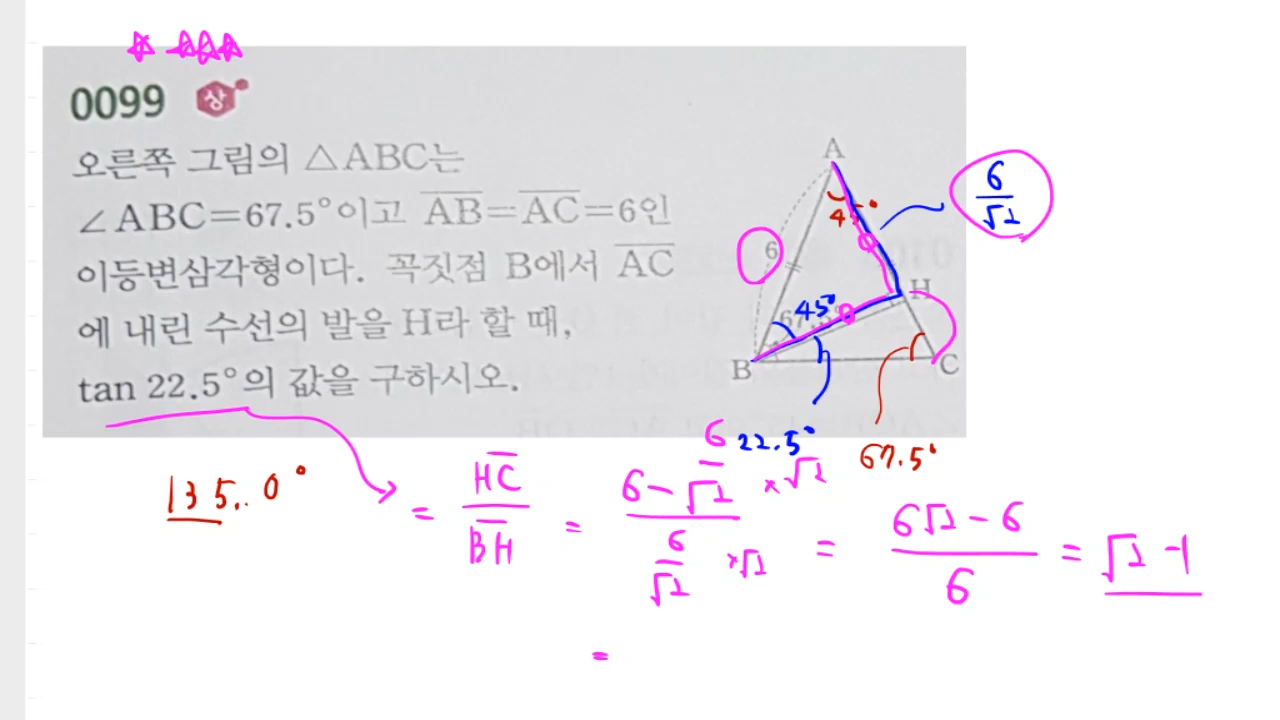 0099 상
오른쪽 그림의 △ABC는
∠ABC=67.5°이고 AB=AC=6인
이등변삼각형이다. 꼭짓점 B에서 AC
에 내린 수선의 발을 H라 할 때,
tan 22.5°의 값을 구하시오.
A
6
45°
6/√2
H
45°
67.5°
B
C
22.5°
67.5°
135.0°
= HC/BH = (6-6/√2 ×√2)/(6/√2 ×√2) = (6√2-6)/6 = √2-1
=